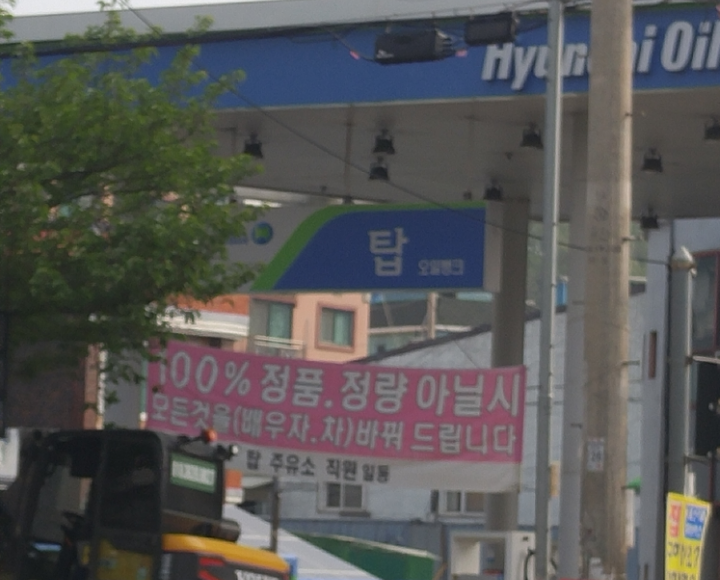 Hyundai Oil
탑
오일뱅크
100% 정품.정량 아닐시
모든것을(배우자.차)바꿔 드립니다
탑 주유소 직원 일동